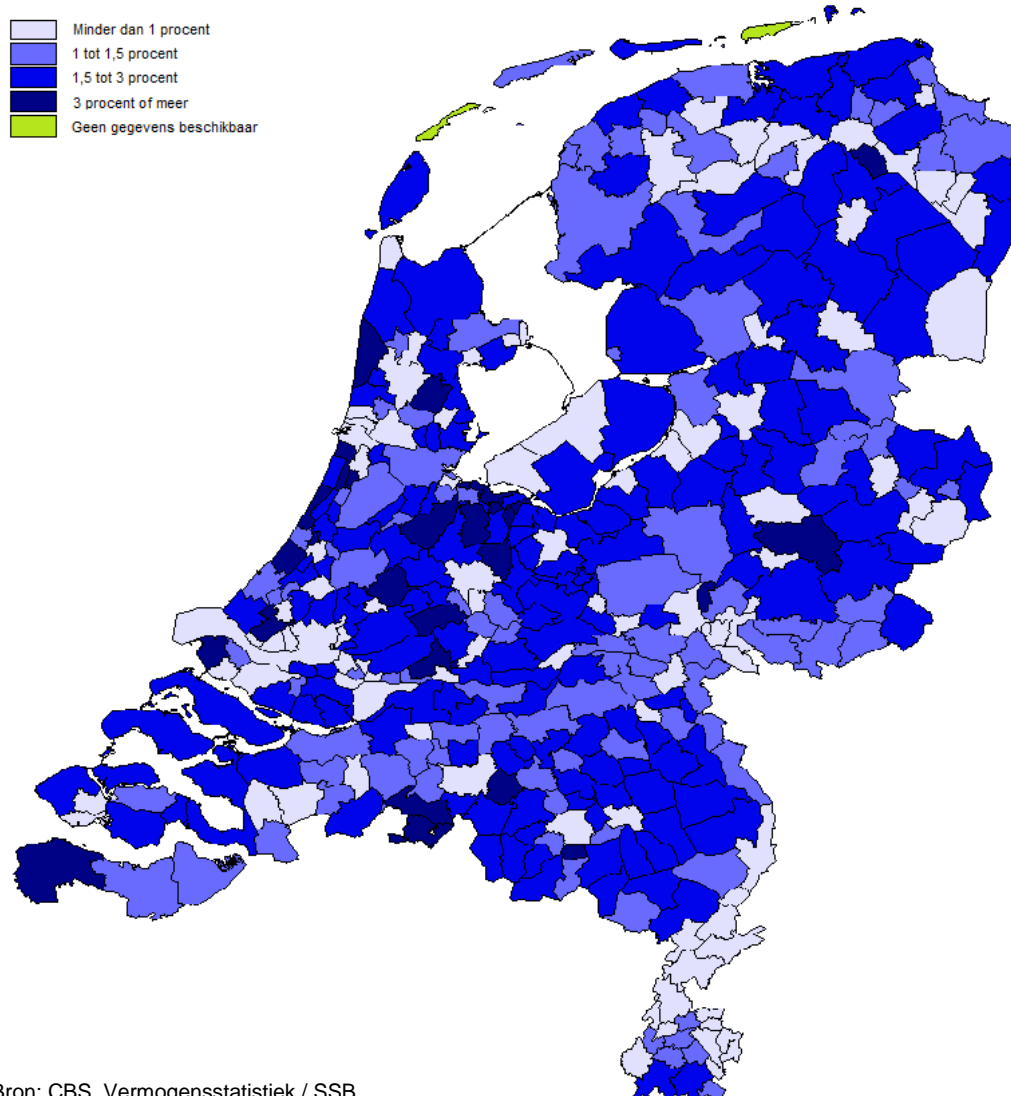 Minder dan 1 procent
1 tot 1,5 procent
1,5 tot 3 procent
3 procent of meer
Geen gegevens beschikbaar
Bron: CBS, Vermogensstatistiek / SSB